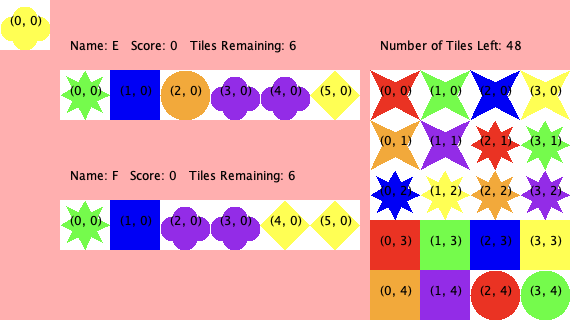 (0, 0)
Name: E Score: 0 Tiles Remaining: 6
(0, 0) (1, 0) (2, 0) (3, 0) (4, 0) (5, 0)
Name: F Score: 0 Tiles Remaining: 6
(0, 0) (1, 0) (2, 0) (3, 0) (4, 0) (5, 0)
Number of Tiles Left: 48
(0, 0) (1, 0) (2, 0) (3, 0)
(0, 1) (1, 1) (2, 1) (3, 1)
(0, 2) (1, 2) (2, 2) (3, 2)
(0, 3) (1, 3) (2, 3) (3, 3)
(0, 4) (1, 4) (2, 4) (3, 4)